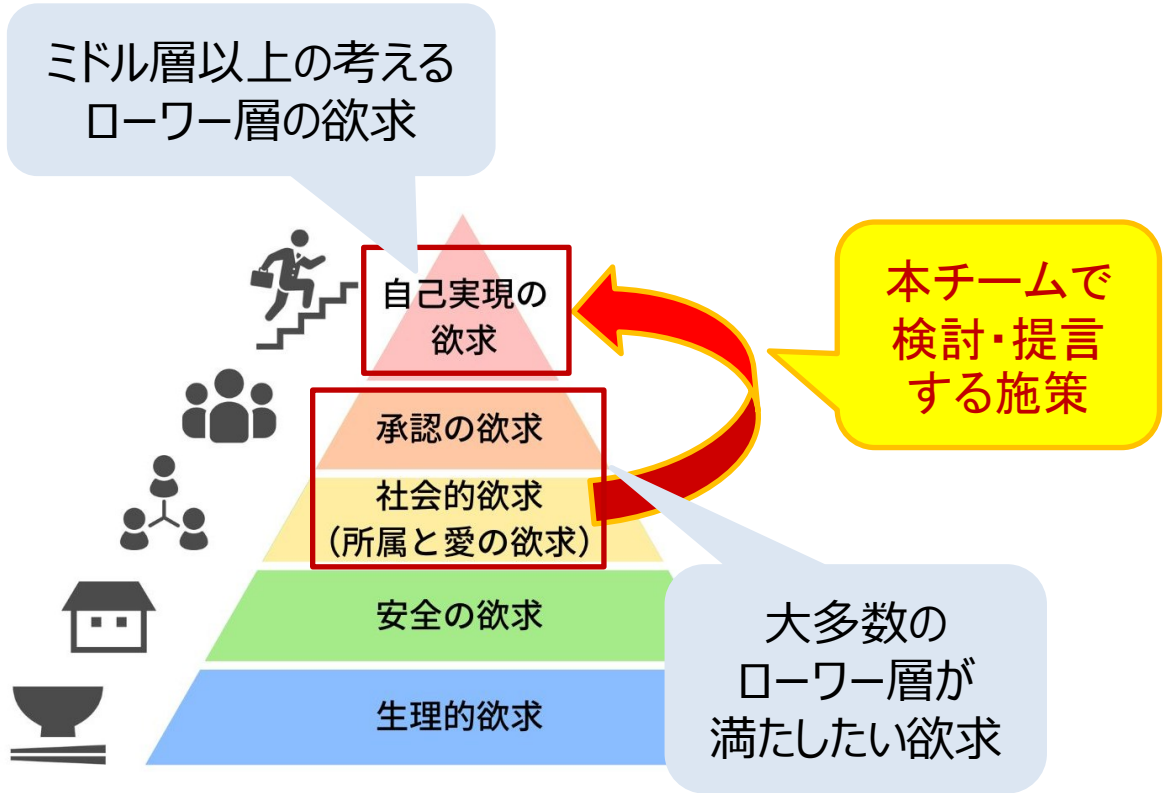 ミドル層以上の考える
ローワー層の欲求
自己実現の
欲求
本チームで
検討・提言
する施策
承認の欲求
社会的欲求
（所属と愛の欲求）
安全の欲求
生理的欲求
大多数の
ローワー層が
満たしたい欲求